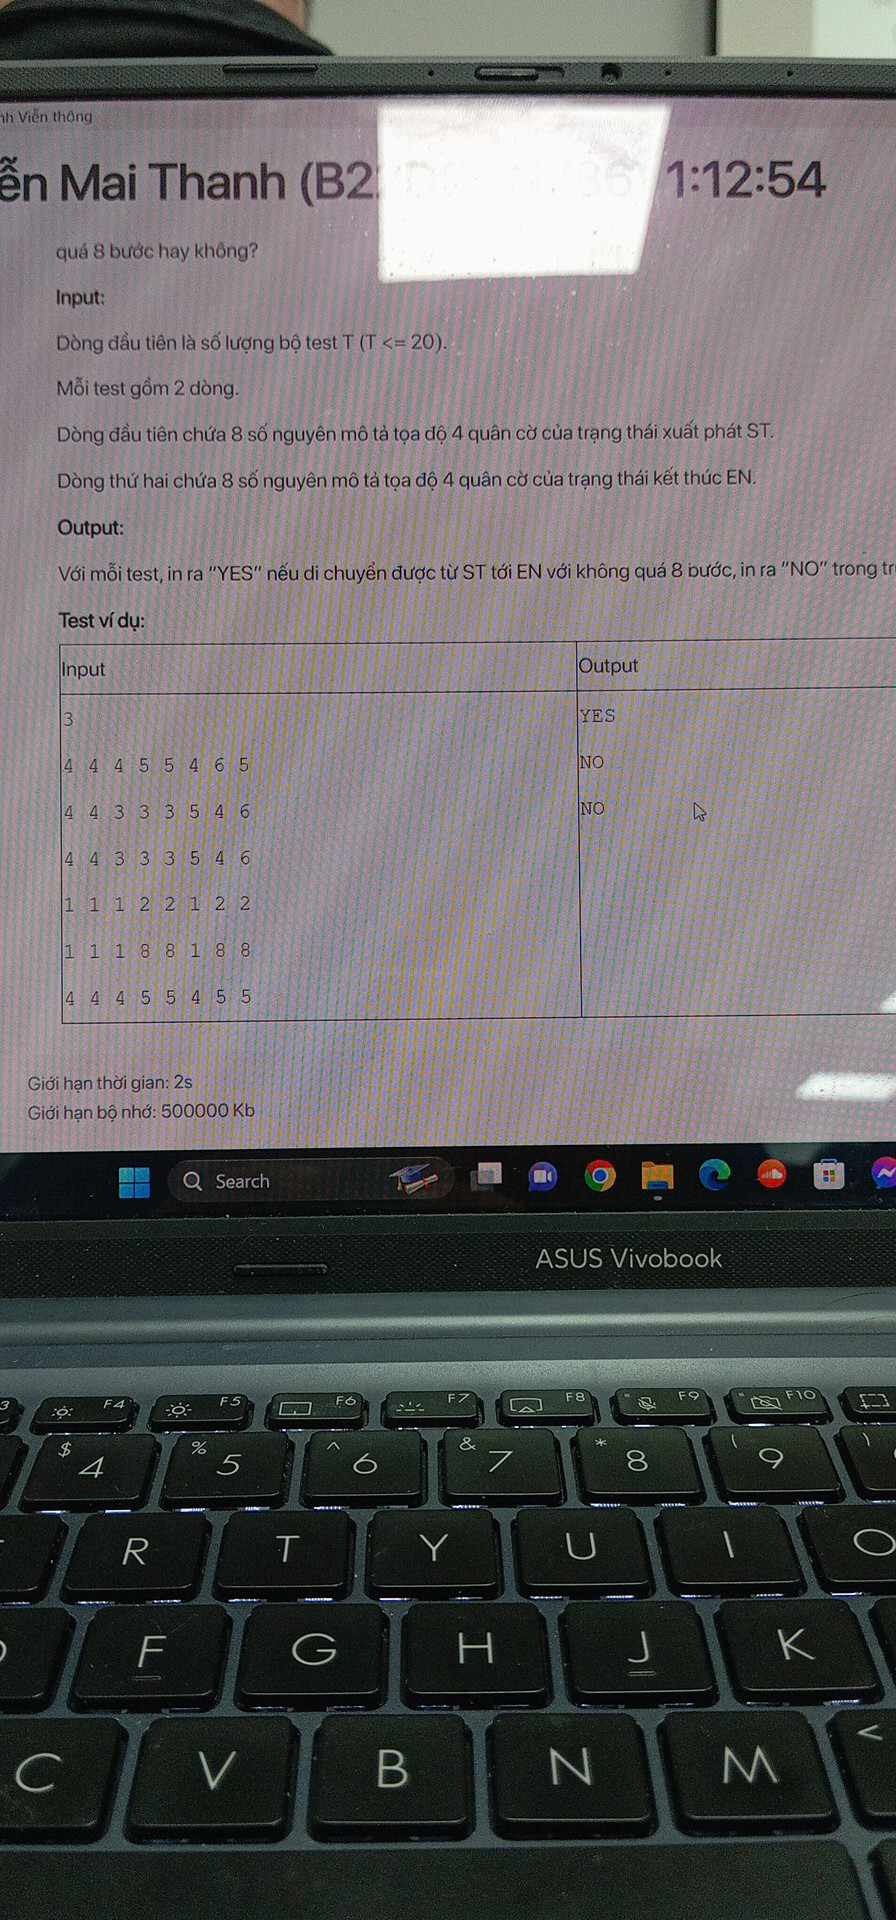 nh Viễn thông
ễn Mai Thanh (B2 1:12:54
quá 8 bước hay không?
Input:
Dòng đầu tiên là số lượng bộ test T (T <= 20).
Mỗi test gồm 2 dòng.
Dòng đầu tiên chứa 8 số nguyên mô tả tọa độ 4 quân cờ của trạng thái xuất phát ST.
Dòng thứ hai chứa 8 số nguyên mô tả tọa độ 4 quân cờ của trạng thái kết thúc EN.
Output:
Với mỗi test, in ra "YES" nếu di chuyển được từ ST tới EN với không quá 8 bước, in ra "NO" trong tr
Test ví dụ:
Input Output
3 YES
4 4 4 5 5 4 6 5 NO
4 4 3 3 3 5 4 6 NO
4 4 3 3 3 5 4 6
1 1 1 2 2 1 2 2
1 1 1 8 8 1 8 8
4 4 4 5 5 4 5 5
Giới hạn thời gian: 2s
Giới hạn bộ nhớ: 500000 Kb
Search
ASUS Vivobook
3 F4 F5 F6 F7 F8 F9 F10
$ 4 % 5 ^ 6 & 7 * 8 ( 9 )
R T Y U I O
F G H J K
C V B N M <